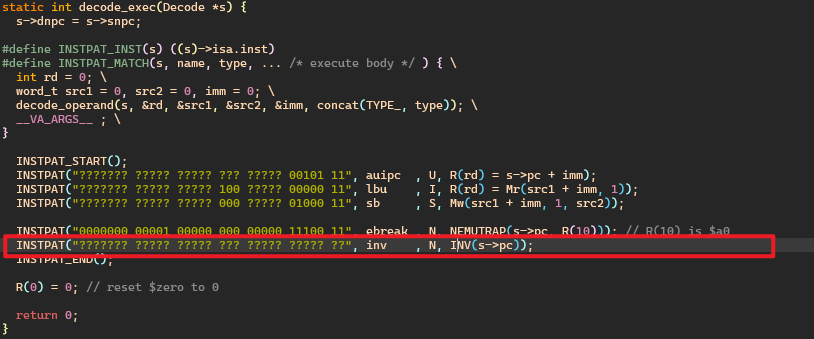 static int decode_exec(Decode *s) {
  s->dnpc = s->snpc;

#define INSTPAT_INST(s) ((s)->isa.inst)
#define INSTPAT_MATCH(s, name, type, ... /* execute body */ ) { \
  int rd = 0; \
  word_t src1 = 0, src2 = 0, imm = 0; \
  decode_operand(s, &rd, &src1, &src2, &imm, concat(TYPE_, type)); \
  __VA_ARGS__ ; \
}

  INSTPAT_START();
  INSTPAT("??????? ????? ????? ??? ????? 00101 11", auipc  , U, R(rd) = s->pc + imm);
  INSTPAT("??????? ????? ????? 100 ????? 00000 11", lbu    , I, R(rd) = Mr(src1 + imm, 1));
  INSTPAT("??????? ????? ????? 000 ????? 01000 11", sb     , S, Mw(src1 + imm, 1, src2));

  INSTPAT("0000000 00001 00000 000 00000 11100 11", ebreak , N, NEMUTRAP(s->pc, R(10))); // R(10) is $a0
  INSTPAT("??????? ????? ????? ??? ????? ????? ??", inv    , N, INV(s->pc));
  INSTPAT_END();

  R(0) = 0; // reset $zero to 0

  return 0;
}